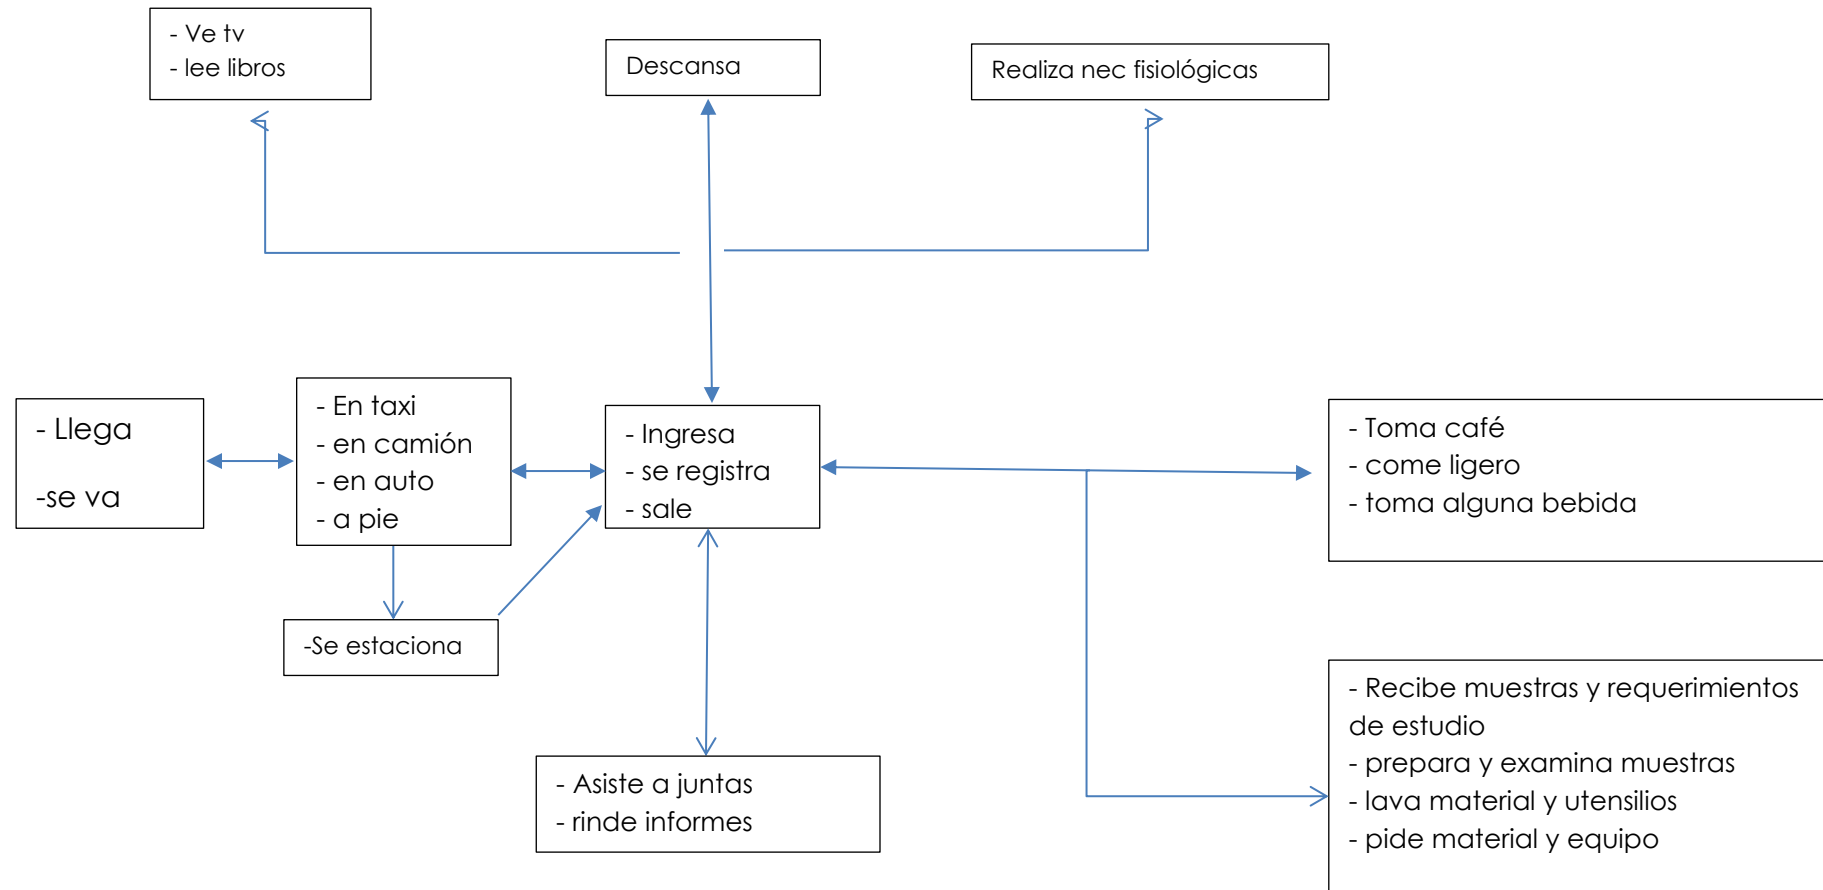 - Ve tv
- lee libros
Descansa
Realiza nec fisiológicas
- Llega
-se va
- En taxi
- en camión
- en auto
- a pie
- Ingresa
- se registra
- sale
- Toma café
- come ligero
- toma alguna bebida
-Se estaciona
- Asiste a juntas
- rinde informes
- Recibe muestras y requerimientos
de estudio
- prepara y examina muestras
- lava material y utensilios
- pide material y equipo